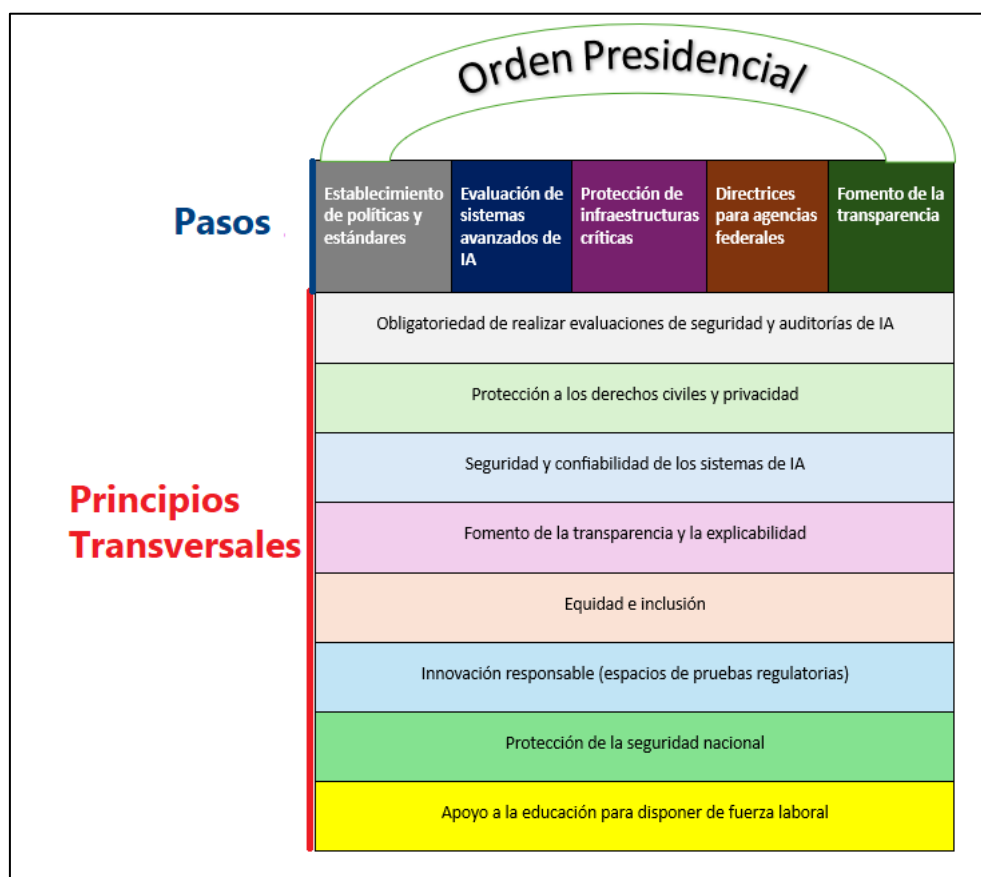 Orden Presidencial
Pasos
Establecimiento
de políticas y
estándares
Evaluación de
sistemas
avanzados de
IA
Protección de
infraestructuras
críticas
Directrices
para agencias
federales
Fomento de la
transparencia
Principios
Transversales
Obligatoriedad de realizar evaluaciones de seguridad y auditorías de IA
Protección a los derechos civiles y privacidad
Seguridad y confiabilidad de los sistemas de IA
Fomento de la transparencia y la explicabilidad
Equidad e inclusión
Innovación responsable (espacios de pruebas regulatorias)
Protección de la seguridad nacional
Apoyo a la educación para disponer de fuerza laboral